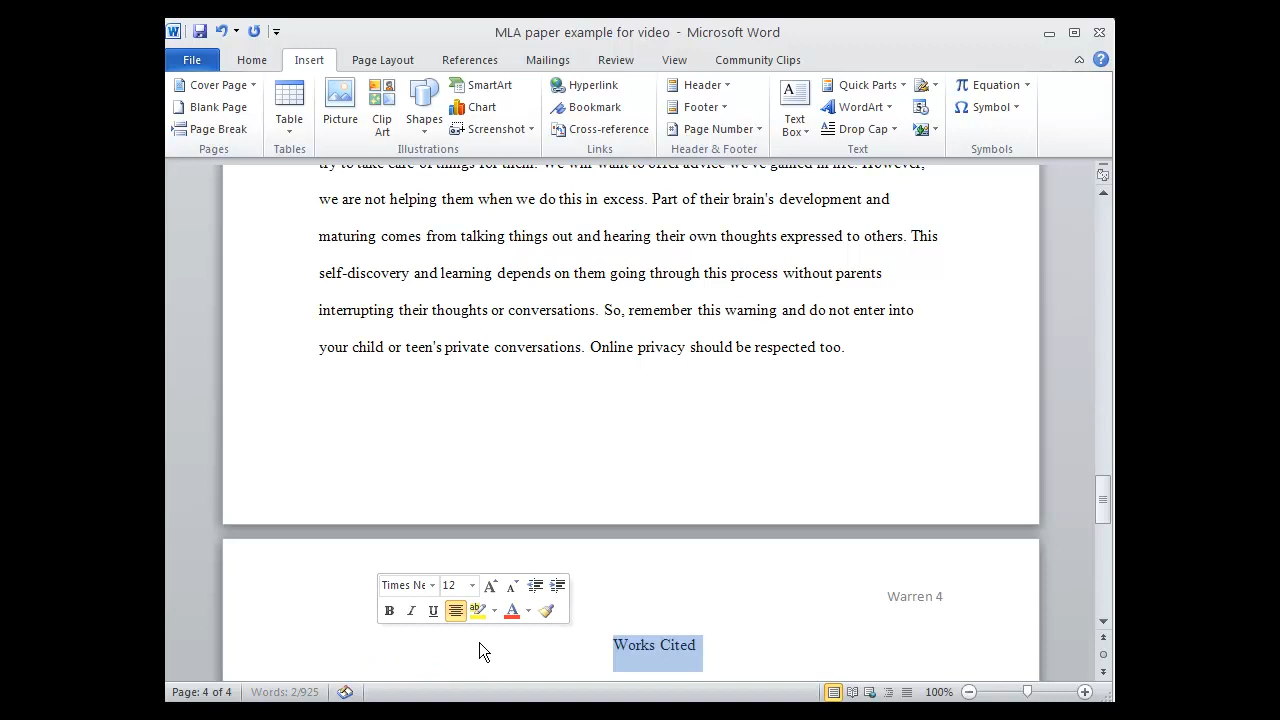 MLA paper example for video - Microsoft Word
File Home Insert Page Layout References Mailings Review View Community Clips
Cover Page
Blank Page
Page Break
Pages
Table
Tables
Picture
Clip
Art
Shapes
SmartArt
Chart
Screenshot
Illustrations
Hyperlink
Bookmark
Cross-reference
Links
Header
Footer
Page Number
Header & Footer
Text
Box
Quick Parts
WordArt
Drop Cap
Text
Equation
Symbol
Symbols
try to take care of things for them. We will want to offer advice we've gained in life. However,
we are not helping them when we do this in excess. Part of their brain's development and
maturing comes from talking things out and hearing their own thoughts expressed to others. This
self-discovery and learning depends on them going through this process without parents
interrupting their thoughts or conversations. So, remember this warning and do not enter into
your child or teen's private conversations. Online privacy should be respected too.
Times Ne 12
Warren 4
Works Cited
Page: 4 of 4 Words: 2/925 100%